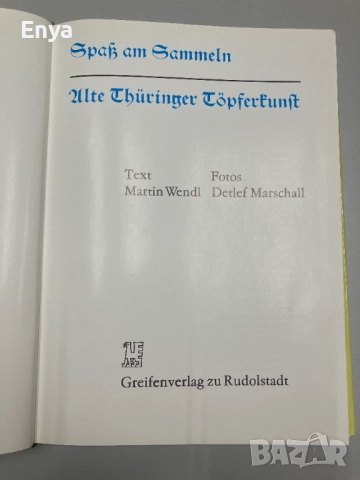 Enya
Spaß am Sammeln
Alte Thüringer Töpferkunst
Text Fotos
Martin Wendl Detlef Marschall
Greifenverlag zu Rudolstadt
BAZAR